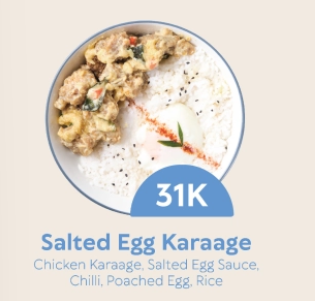 31K
Salted Egg Karaage
Chicken Karaage, Salted Egg Sauce,
Chilli, Poached Egg, Rice